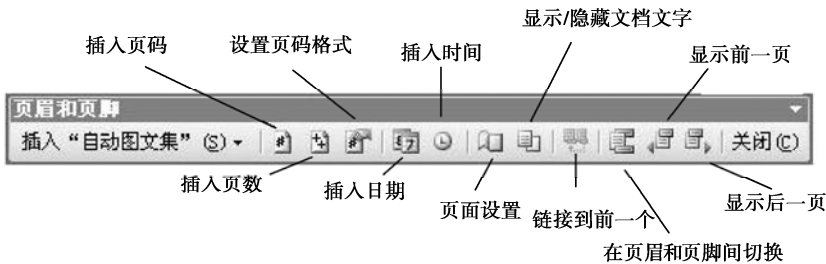 显示/隐藏文档文字
插入页码
设置页码格式
插入时间
显示前一页
页眉和页脚
插入“自动图文集”(S)
关闭(C)
插入页数
插入日期
页面设置
链接到前一个
显示后一页
在页眉和页脚间切换